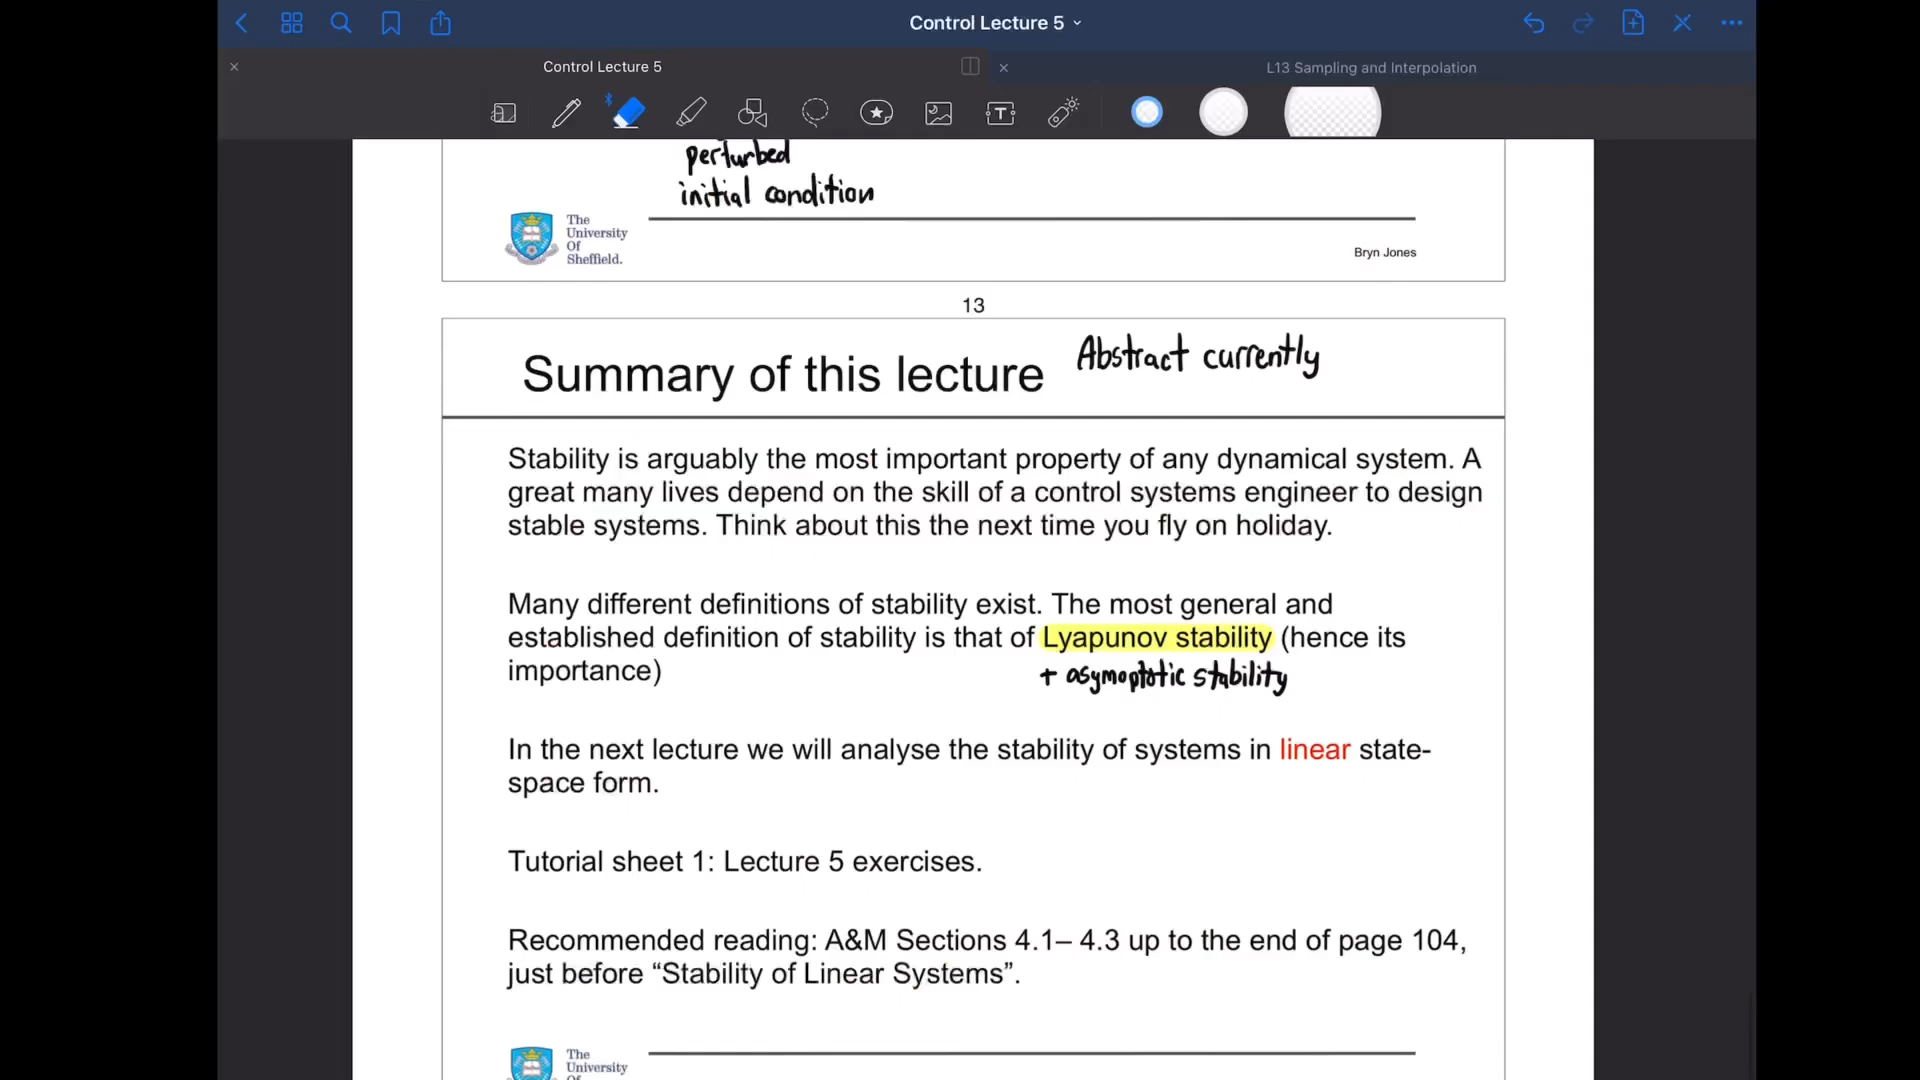 Control Lecture 5
Control Lecture 5
L13 Sampling and Interpolation
perturbed
initial condition
The
University
Of
Sheffield.
Bryn Jones
13
Summary of this lecture
Abstract currently
Stability is arguably the most important property of any dynamical system. A
great many lives depend on the skill of a control systems engineer to design
stable systems. Think about this the next time you fly on holiday.
Many different definitions of stability exist. The most general and
established definition of stability is that of Lyapunov stability (hence its
importance)
+ asymoptotic stability
In the next lecture we will analyse the stability of systems in linear state-
space form.
Tutorial sheet 1: Lecture 5 exercises.
Recommended reading: A&M Sections 4.1– 4.3 up to the end of page 104,
just before “Stability of Linear Systems”.
The
University